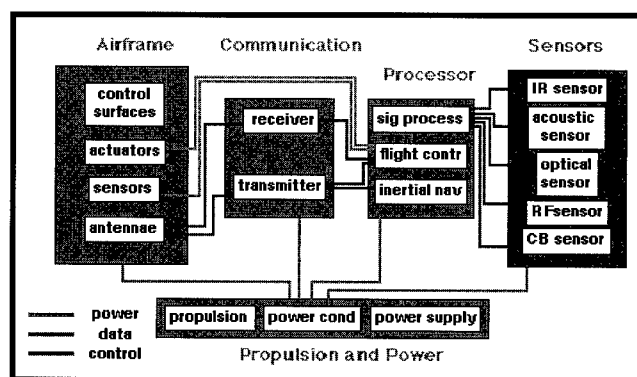 Airframe
control
surfaces
actuators
sensors
antennae
Communication
receiver
transmitter
Processor
sig process
flight contr
inertial nav
Sensors
IR sensor
acoustic
sensor
optical
sensor
RFsensor
CB sensor
power
data
control
propulsion
power cond
power supply
Propulsion and Power